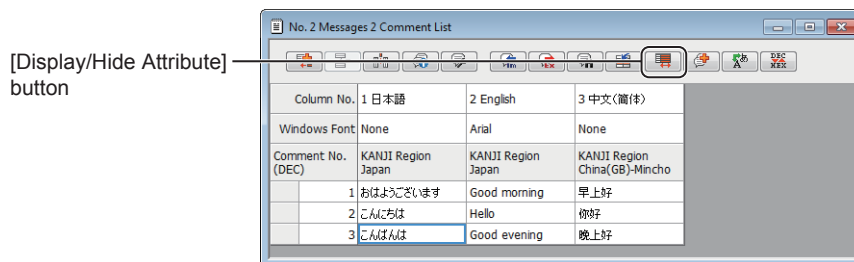 No. 2 Messages 2 Comment List
[Display/Hide Attribute]
button
DEC
HEX
Column No. 1 日本語 2 English 3 中文(简体)
Windows Font None Arial None
Comment No.
(DEC)
KANJI Region
Japan
KANJI Region
Japan
KANJI Region
China(GB)-Mincho
1 おはようございます Good morning 早上好
2 こんにちは Hello 你好
3 こんばんは Good evening 晚上好